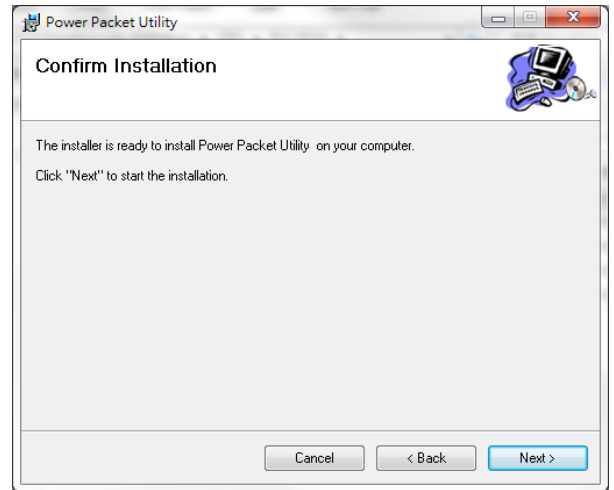 Power Packet Utility
Confirm Installation
The installer is ready to install Power Packet Utility  on your computer.
Click "Next" to start the installation.
Cancel
< Back
Next >